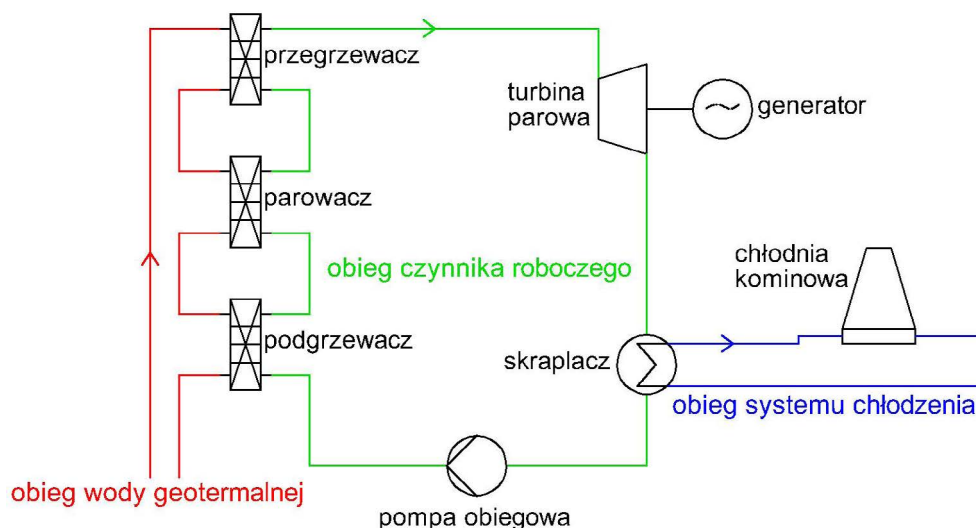 przegrzewacz
turbina
parowa
generator
parowacz
obieg czynnika roboczego
chłodnia
kominowa
podgrzewacz
skraplacz
obieg systemu chłodzenia
obieg wody geotermalnej
pompa obiegowa